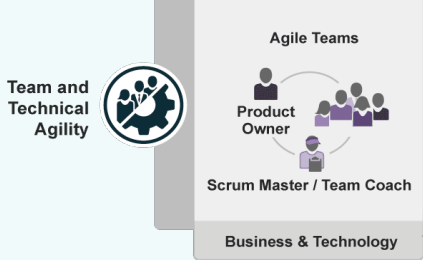 Agile Teams
Team and
Technical
Agility
Product
Owner
Scrum Master / Team Coach
Business & Technology